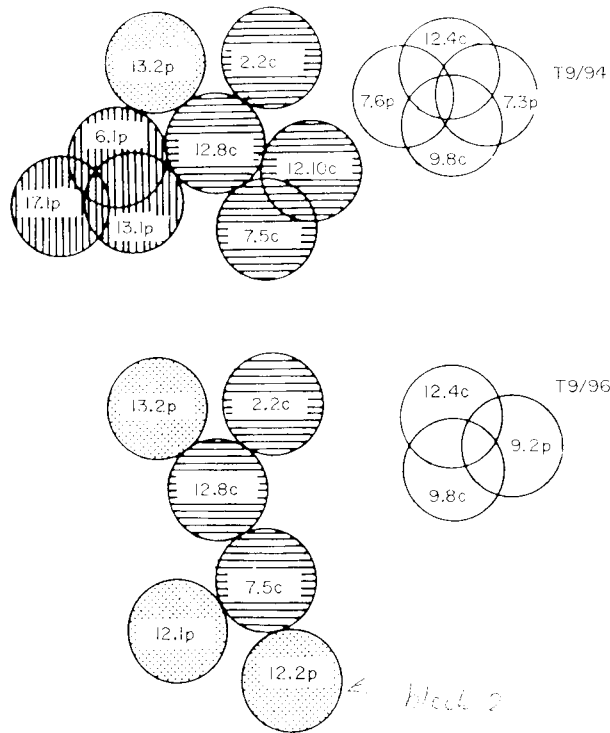 12.4c
T9/94
13.2p
2.2c
7.6p
7.3p
6.1p
12.8c
9.8c
12.10c
17.1p
13.1p
7.5c
12.4c
T9/96
13.2p
2.2c
9.2p
12.8c
9.8c
7.5c
12.1p
12.2p
block 2